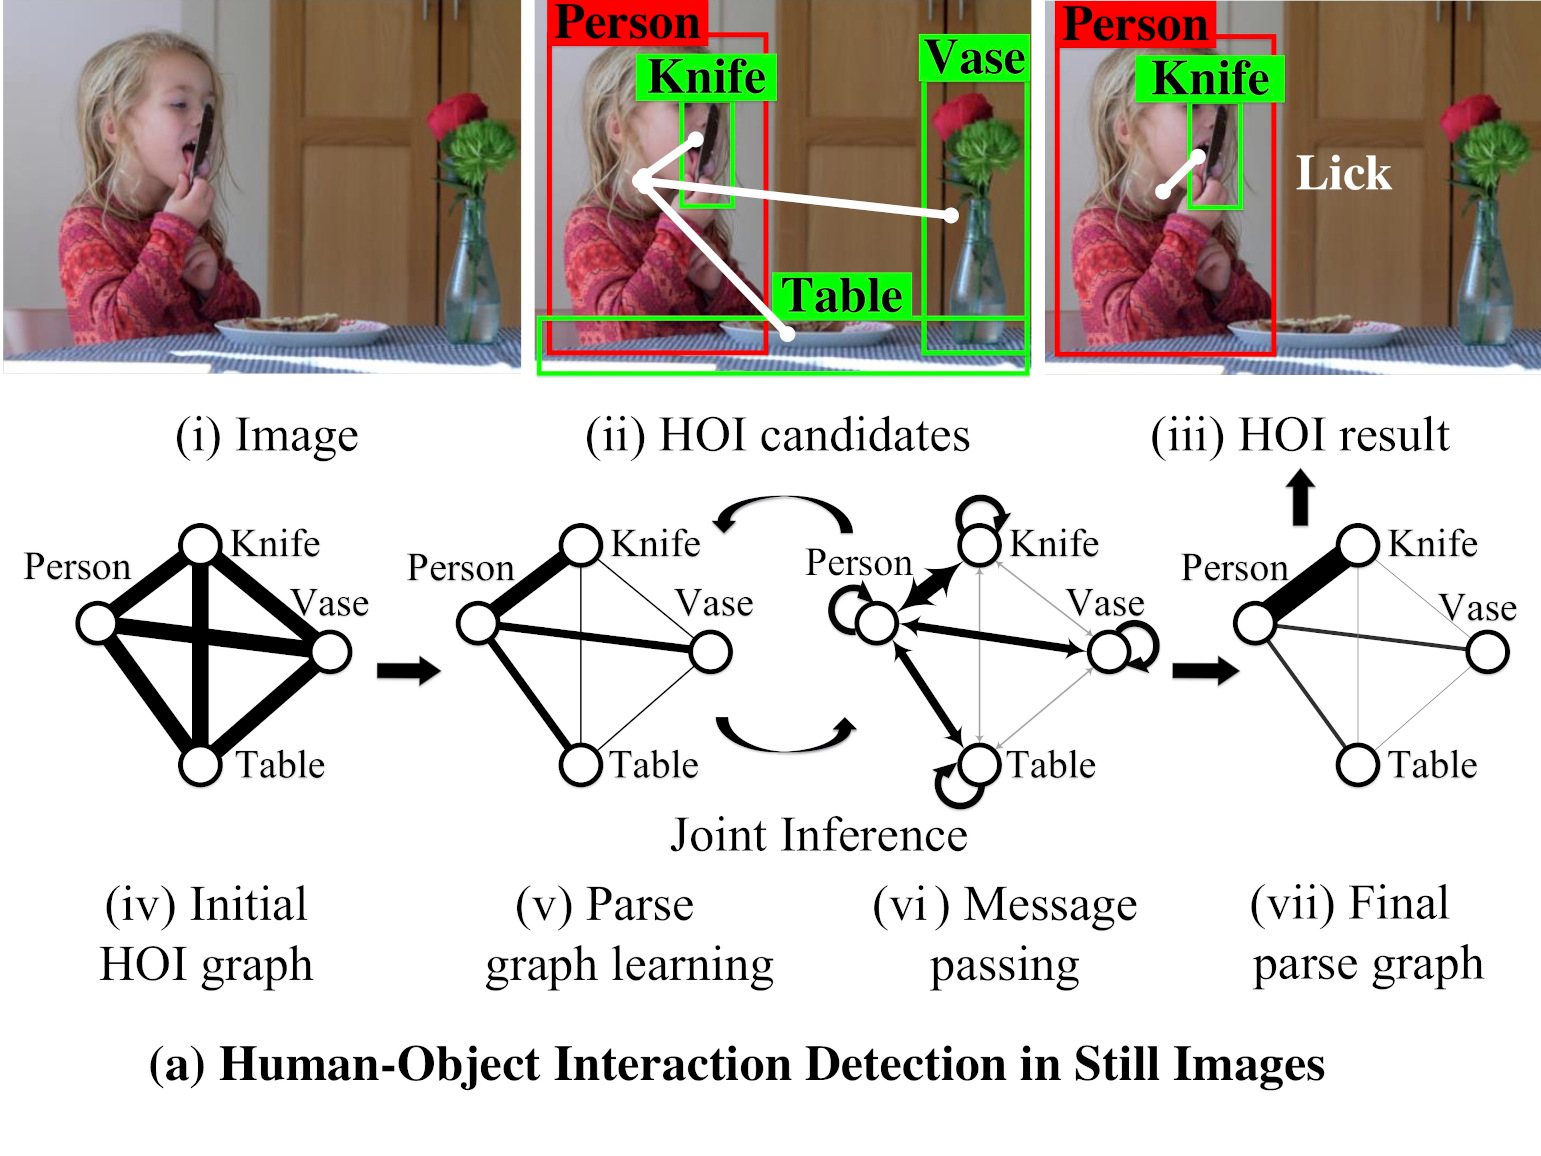 Person
Knife
Vase
Table
Person
Knife
Lick
(i) Image
(ii) HOI candidates
(iii) HOI result
Person
Knife
Vase
Table
Person
Knife
Vase
Table
Person
Knife
Vase
Table
Person
Knife
Vase
Table
Joint Inference
(iv) Initial
HOI graph
(v) Parse
graph learning
(vi) Message
passing
(vii) Final
parse graph
(a) Human-Object Interaction Detection in Still Images